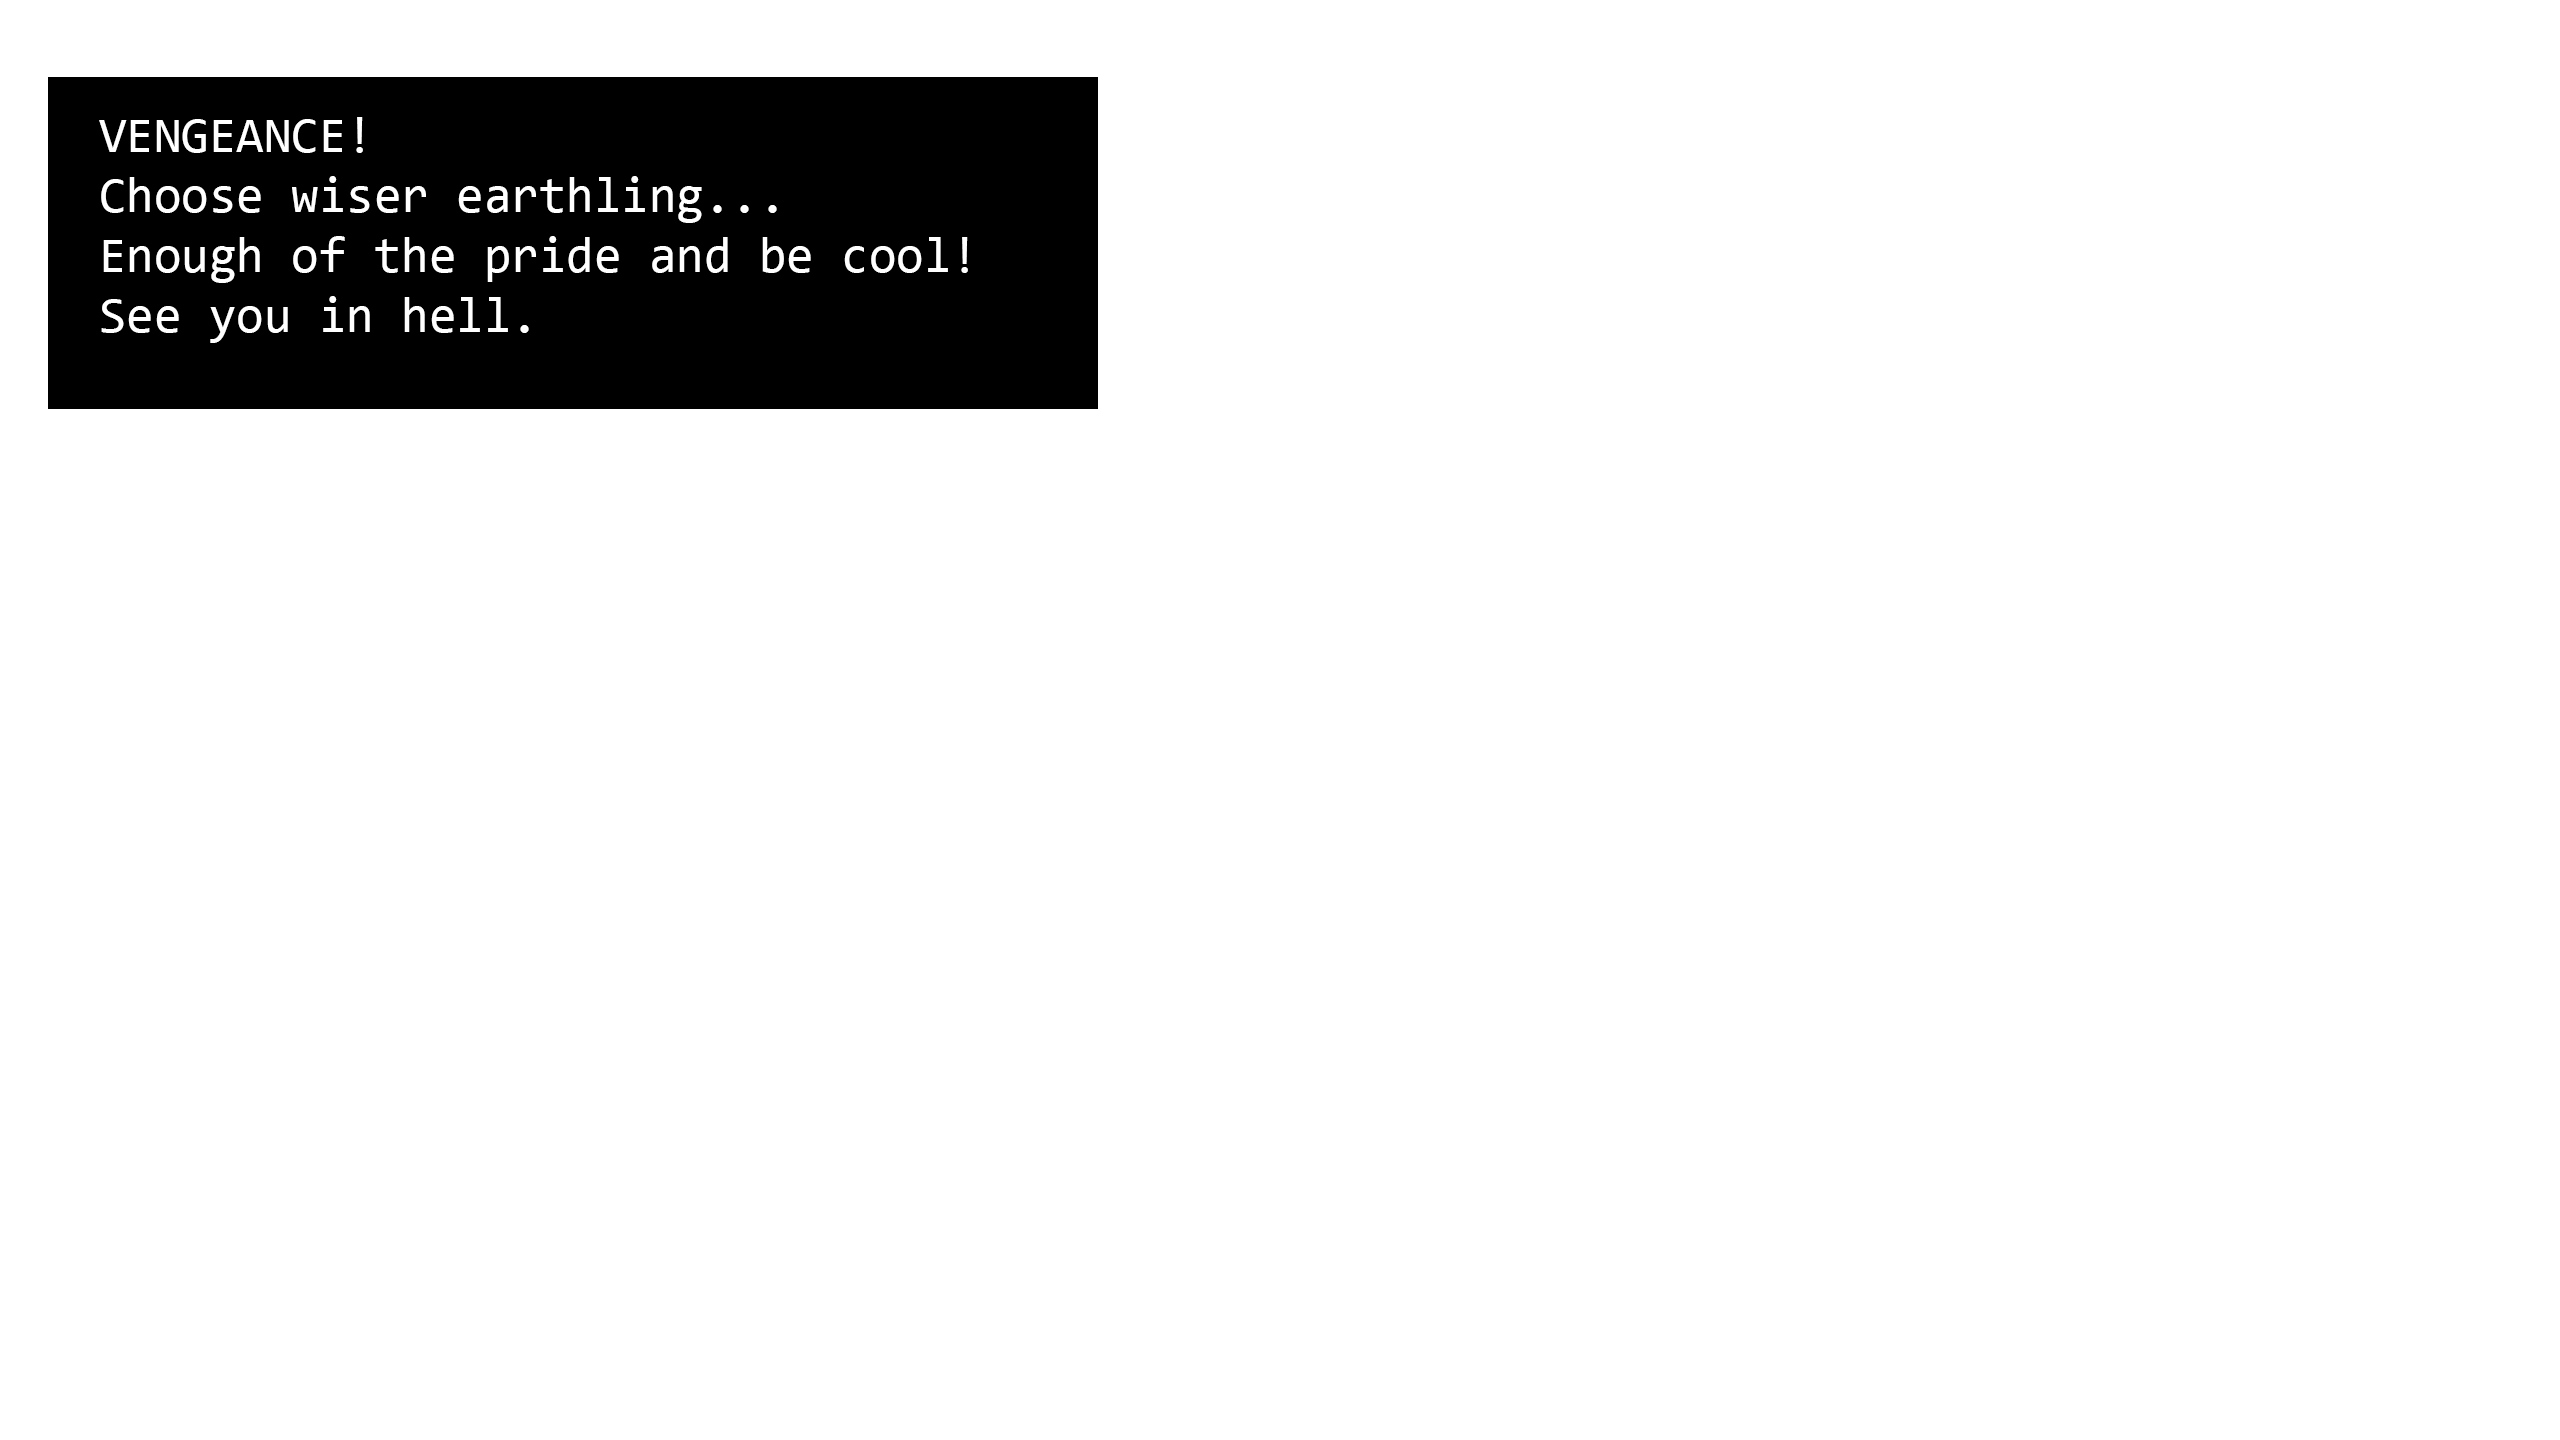 VENGEANCE!
Choose wiser earthling...
Enough of the pride and be cool!
See you in hell.